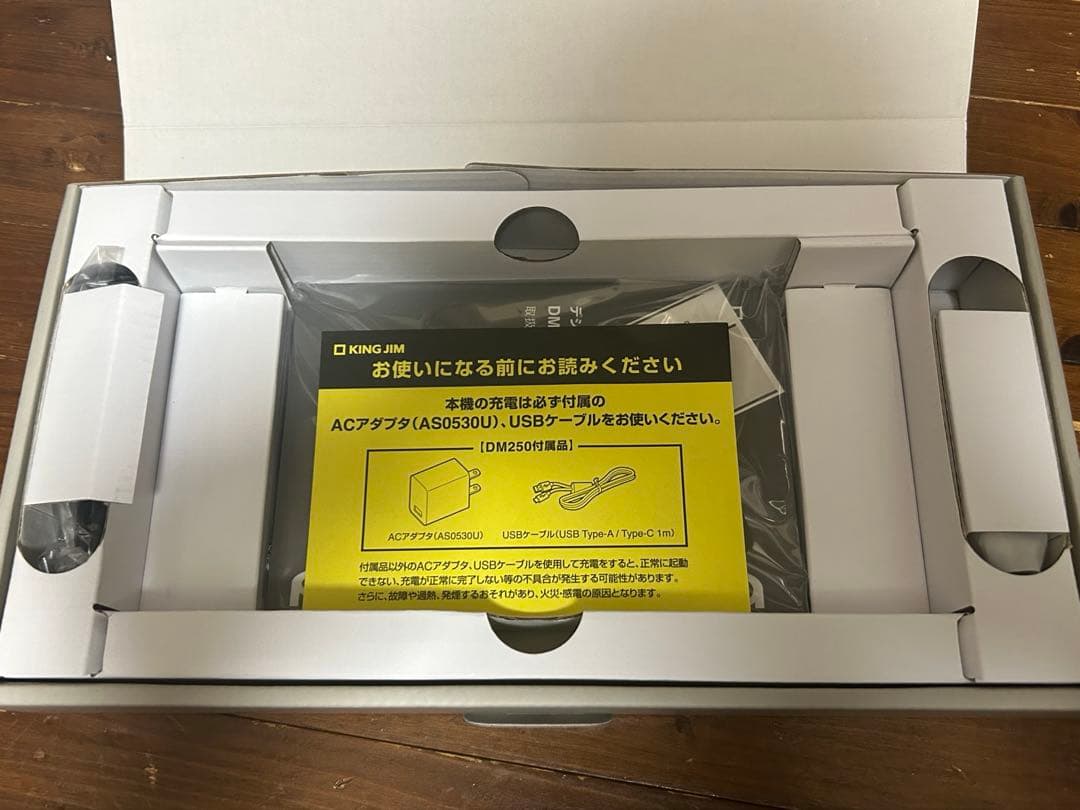 デジ
DM
取扱
KING JIM
お使いになる前にお読みください
本機の充電は必ず付属の
ACアダプタ(AS0530U)、USBケーブルをお使いください。
【DM250付属品】
ACアダプタ(AS0530U) USBケーブル(USB Type-A / Type-C 1m)
付属品以外のACアダプタ、USBケーブルを使用して充電をすると、正常に起動
できない、充電が正常に完了しない等の不具合が発生する可能性があります。
さらに、故障や過熱、発煙するおそれがあり、火災・感電の原因となります。